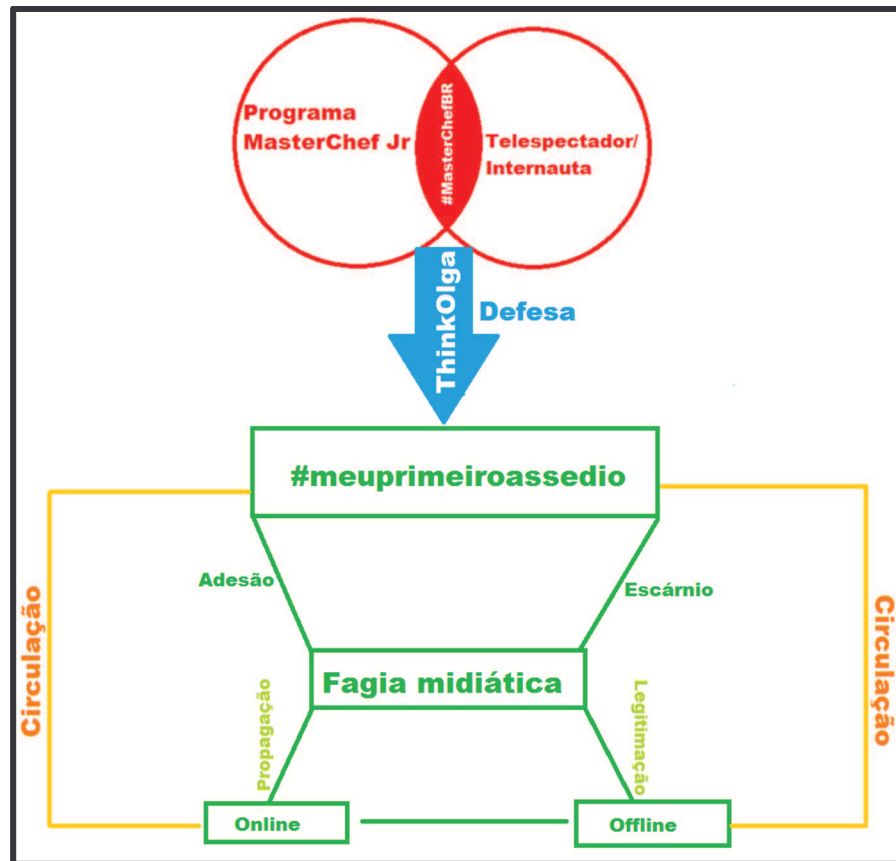 Programa
MasterChef Jr
#MasterChefBR
Telespectador/
Internauta
ThinkOlga
Defesa
#meuprimeiroassedio
Adesão
Escárnio
Circulação
Circulação
Fagia midiática
Propagação
Legitimação
Online
Offline